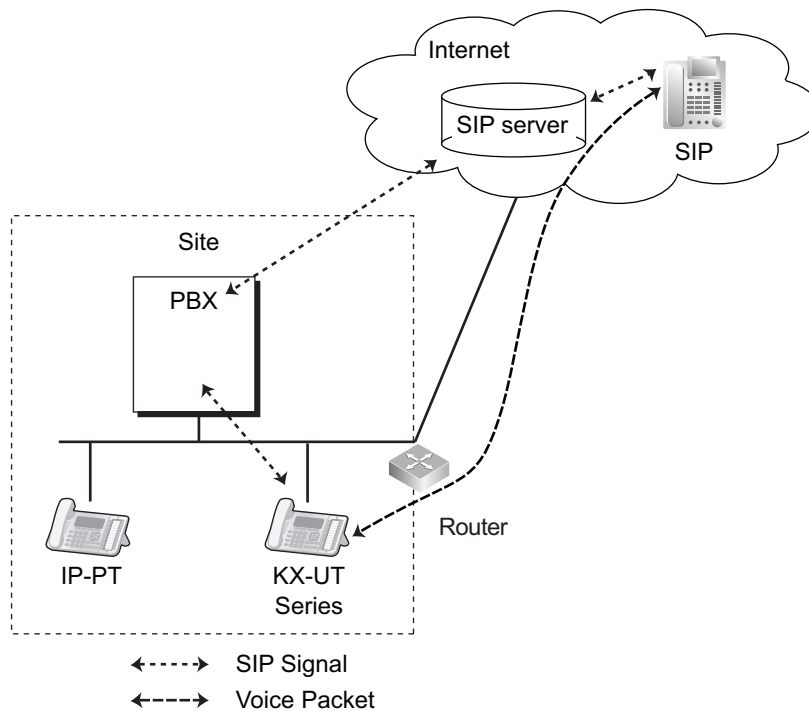 Internet
SIP server
SIP
Site
PBX
Router
IP-PT
KX-UT
Series
SIP Signal
Voice Packet